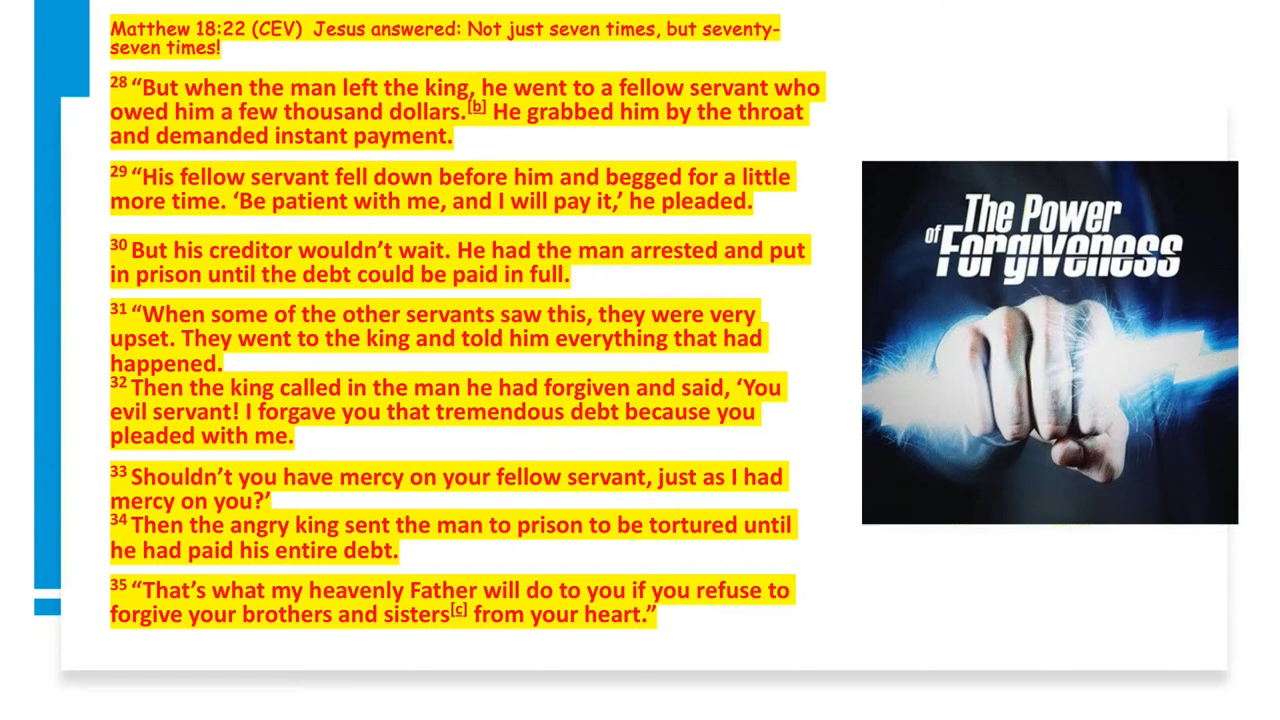 Matthew 18:22 (CEV)  Jesus answered: Not just seven times, but seventy-
seven times!
28 “But when the man left the king, he went to a fellow servant who
owed him a few thousand dollars.[b] He grabbed him by the throat
and demanded instant payment.
29 “His fellow servant fell down before him and begged for a little
more time. ‘Be patient with me, and I will pay it,’ he pleaded.
30 But his creditor wouldn’t wait. He had the man arrested and put
in prison until the debt could be paid in full.
31 “When some of the other servants saw this, they were very
upset. They went to the king and told him everything that had
happened.
32 Then the king called in the man he had forgiven and said, ‘You
evil servant! I forgave you that tremendous debt because you
pleaded with me.
33 Shouldn’t you have mercy on your fellow servant, just as I had
mercy on you?’
34 Then the angry king sent the man to prison to be tortured until
he had paid his entire debt.
35 “That’s what my heavenly Father will do to you if you refuse to
forgive your brothers and sisters[c] from your heart.”
The Power
of Forgiveness